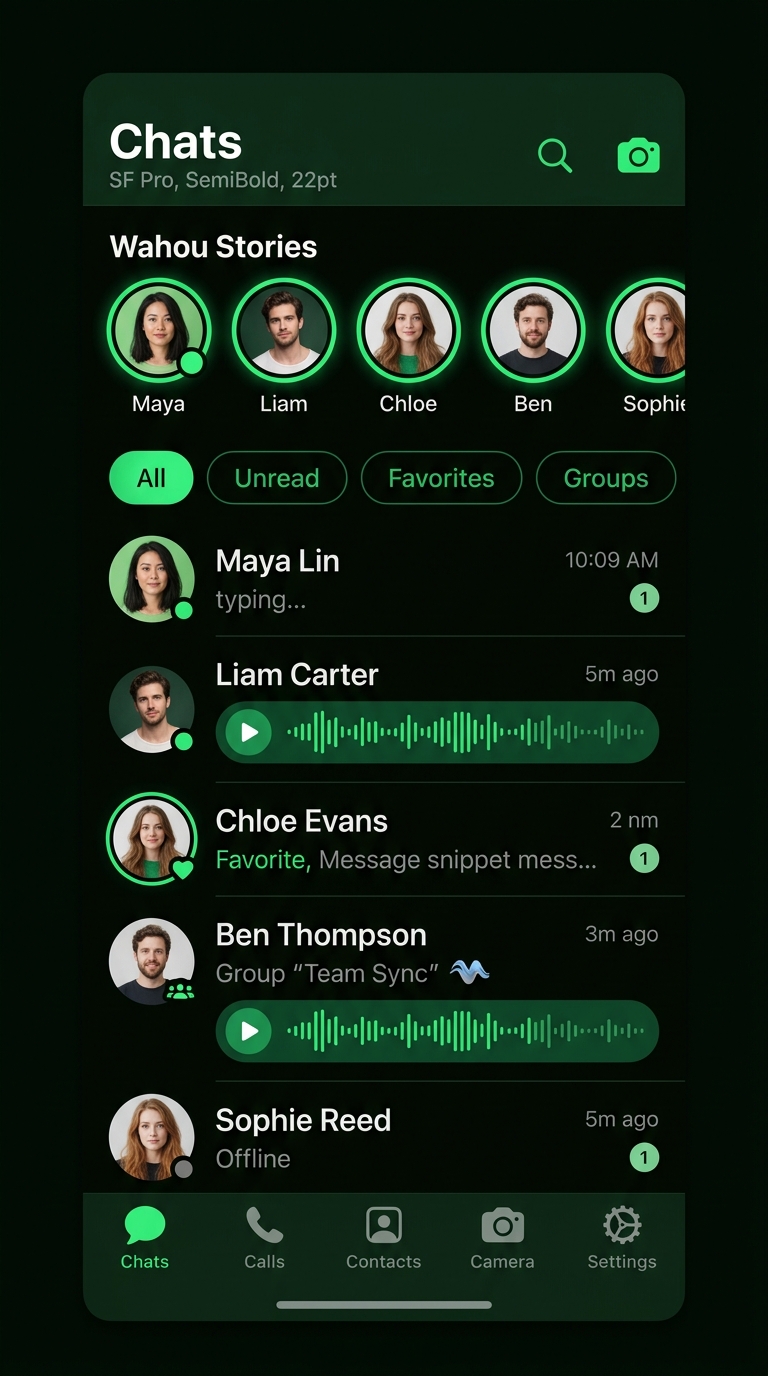 Chats
SF Pro, SemiBold, 22pt
Wahou Stories
Maya Liam Chloe Ben Sophie
All Unread Favorites Groups
Maya Lin 10:09 AM
typing... 1
Liam Carter 5m ago
Chloe Evans 2 nm
Favorite, Message snippet mess... 1
Ben Thompson 3m ago
Group “Team Sync”
Sophie Reed 5m ago
Offline 1
Chats Calls Contacts Camera Settings